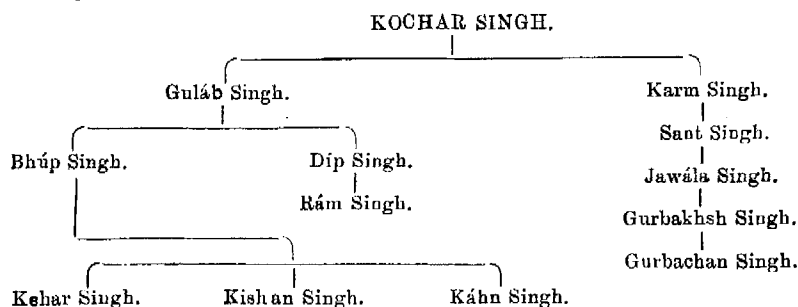 KOCHAR SINGH.
Guláb Singh. Karm Singh.
Sant Singh.
Bhúp Singh. Díp Singh.
Jawála Singh.
Rám Singh.
Gurbakhsh Singh.
Gurbachan Singh.
Kehar Singh. Kishan Singh. Káhn Singh.